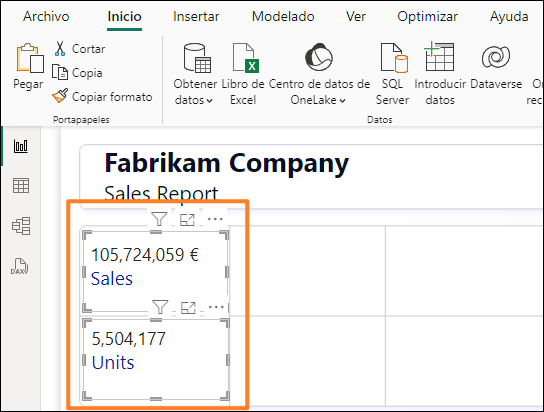 Archivo Inicio Insertar Modelado Ver Optimizar Ayuda
Pegar
Cortar
Copia
Copiar formato
Portapapeles
Obtener
datos
Libro de
Excel
Centro de datos de
OneLake
SQL
Server
Introducir
datos
Dataverse
Datos
DAX
Fabrikam Company
Sales Report
105,724,059 €
Sales
5,504,177
Units